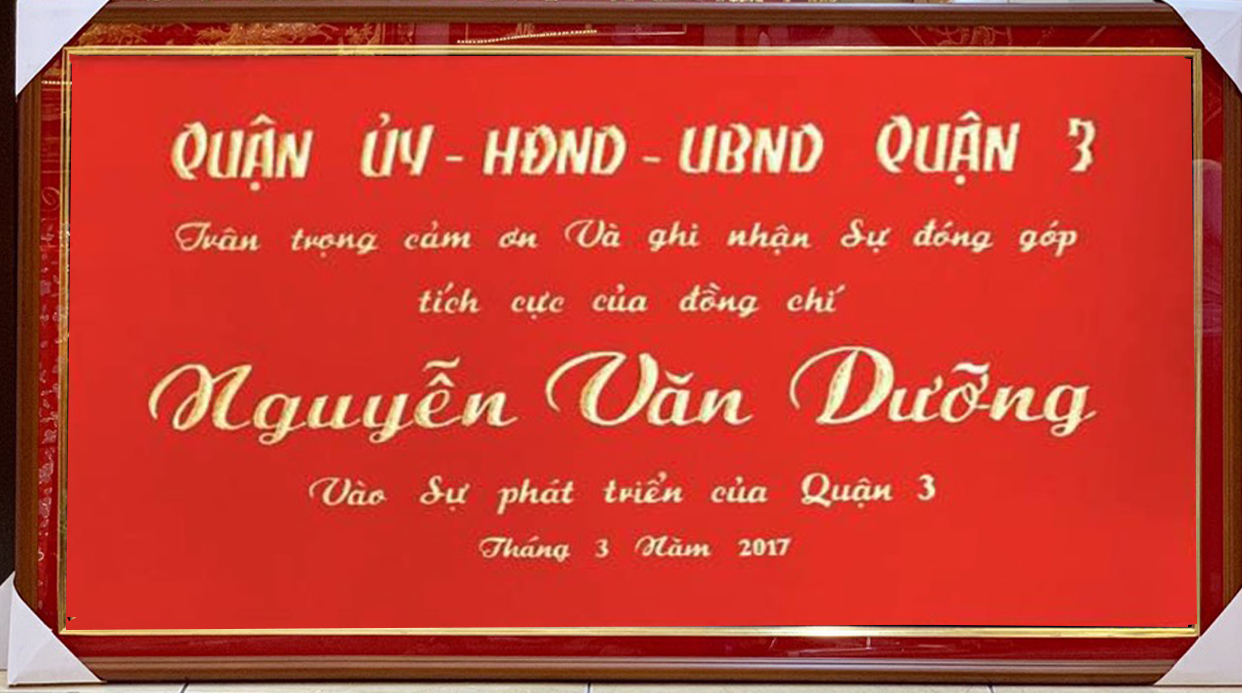 QUẬN ỦY - HĐND - UBND QUẬN 3
Trân trọng cảm ơn Và ghi nhận Sự đóng góp
tích cực của đồng chí
Nguyễn Văn Dưỡng
Vào Sự phát triển của Quận 3
Tháng 3 Năm 2017